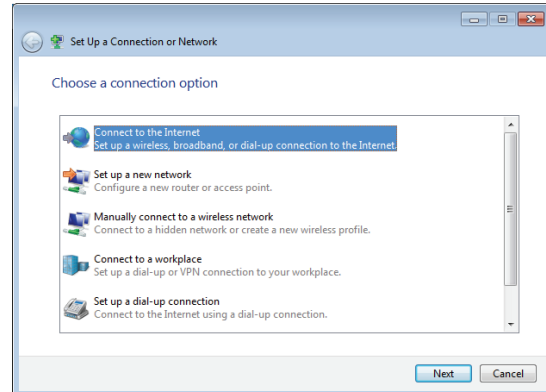 Set Up a Connection or Network
Choose a connection option
Connect to the Internet
Set up a wireless, broadband, or dial-up connection to the Internet.
Set up a new network
Configure a new router or access point.
Manually connect to a wireless network
Connect to a hidden network or create a new wireless profile.
Connect to a workplace
Set up a dial-up or VPN connection to your workplace.
Set up a dial-up connection
Connect to the Internet using a dial-up connection.
Next Cancel